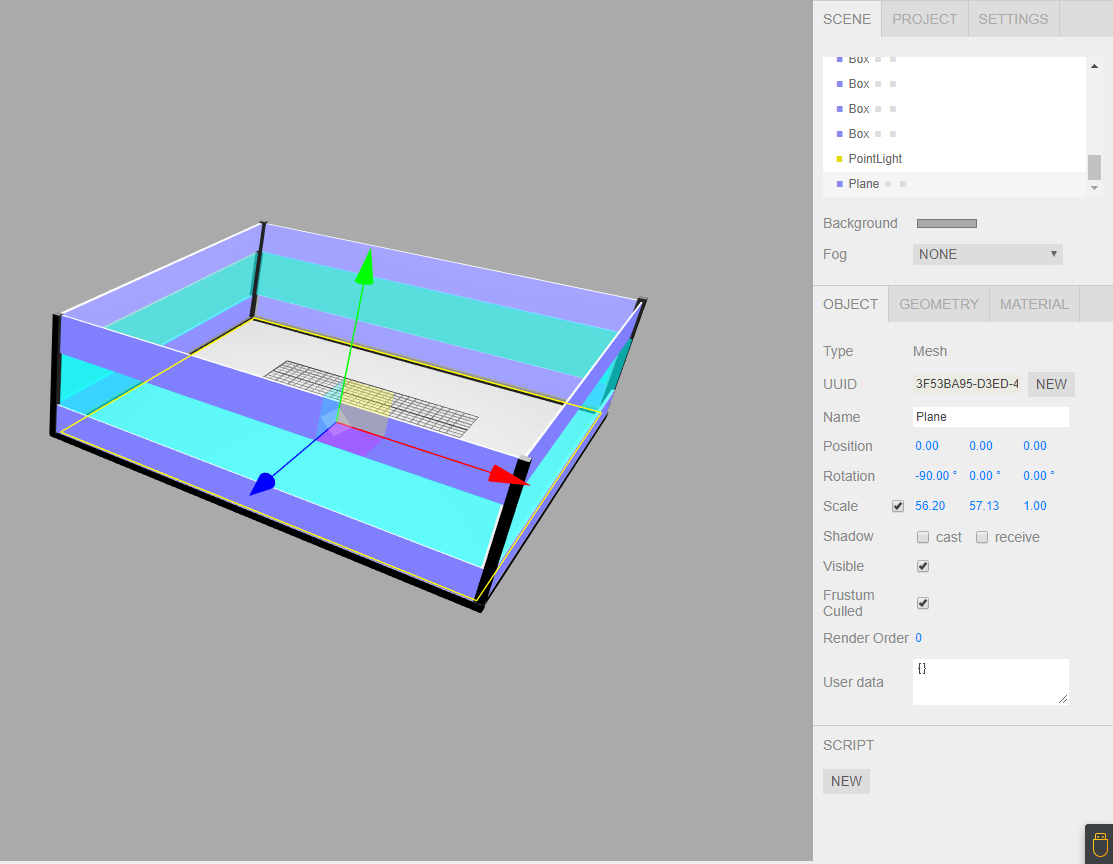 SCENE PROJECT SETTINGS
Box
Box
Box
Box
PointLight
Plane
Background
Fog NONE
OBJECT GEOMETRY MATERIAL
Type Mesh
UUID 3F53BA95-D3ED-4 NEW
Name Plane
Position 0.00 0.00 0.00
Rotation -90.00 ° 0.00 ° 0.00 °
Scale 56.20 57.13 1.00
Shadow cast receive
Visible
Frustum
Culled
Render Order 0
User data {}
SCRIPT
NEW